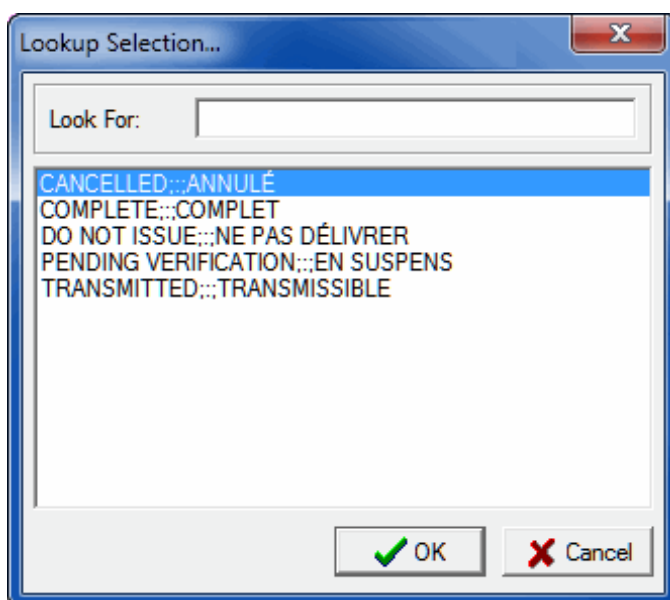 Lookup Selection...
Look For:
CANCELLED;:;ANNULÉ
COMPLETE;:;COMPLET
DO NOT ISSUE;:;NE PAS DÉLIVRER
PENDING VERIFICATION;:;EN SUSPENS
TRANSMITTED;:;TRANSMISSIBLE
OK
Cancel